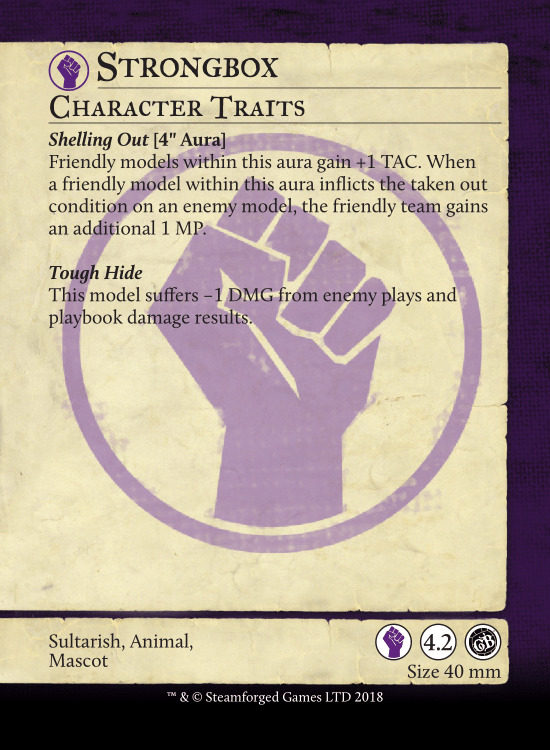 Strongbox
Character Traits
Shelling Out [4" Aura]
Friendly models within this aura gain +1 TAC. When
a friendly model within this aura inflicts the taken out
condition on an enemy model, the friendly team gains
an additional 1 MP.
Tough Hide
This model suffers −1 DMG from enemy plays and
playbook damage results.
Sultarish, Animal,
Mascot
4.2
GB
Size 40 mm
™ & © Steamforged Games LTD 2018